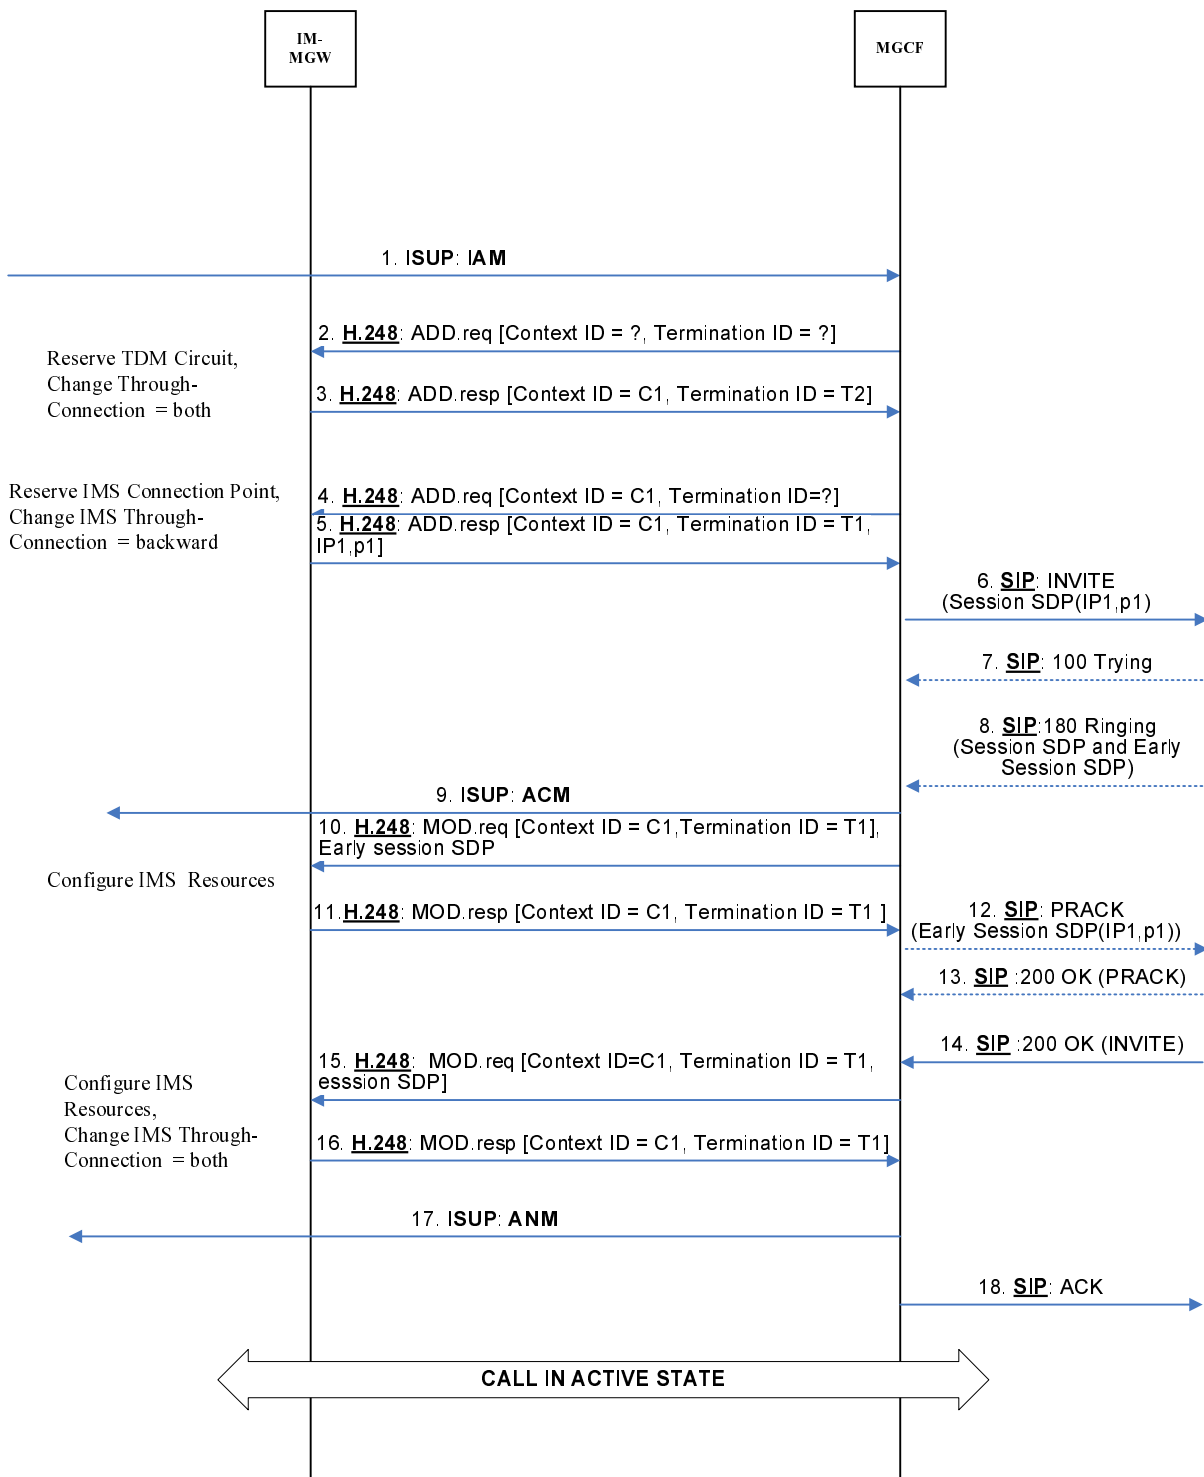 IM-
MGW
MGCF
1. ISUP: IAM
2. H.248: ADD.req [Context ID = ?, Termination ID = ?]
Reserve TDM Circuit,
Change Through-
Connection = both
3. H.248: ADD.resp [Context ID = C1, Termination ID = T2]
Reserve IMS Connection Point,
Change IMS Through-
Connection = backward
4. H.248: ADD.req [Context ID = C1, Termination ID=?]
5. H.248: ADD.resp [Context ID = C1, Termination ID = T1,
IP1,p1]
6. SIP: INVITE
(Session SDP(IP1,p1)
7. SIP: 100 Trying
8. SIP:180 Ringing
(Session SDP and Early
Session SDP)
9. ISUP: ACM
10. H.248: MOD.req [Context ID = C1,Termination ID = T1],
Early session SDP
Configure IMS Resources
11.H.248: MOD.resp [Context ID = C1, Termination ID = T1 ]
12. SIP: PRACK
(Early Session SDP(IP1,p1))
13. SIP :200 OK (PRACK)
14. SIP :200 OK (INVITE)
15. H.248: MOD.req [Context ID=C1, Termination ID = T1,
esssion SDP]
Configure IMS
Resources,
Change IMS Through-
Connection = both
16. H.248: MOD.resp [Context ID = C1, Termination ID = T1]
17. ISUP: ANM
18. SIP: ACK
CALL IN ACTIVE STATE